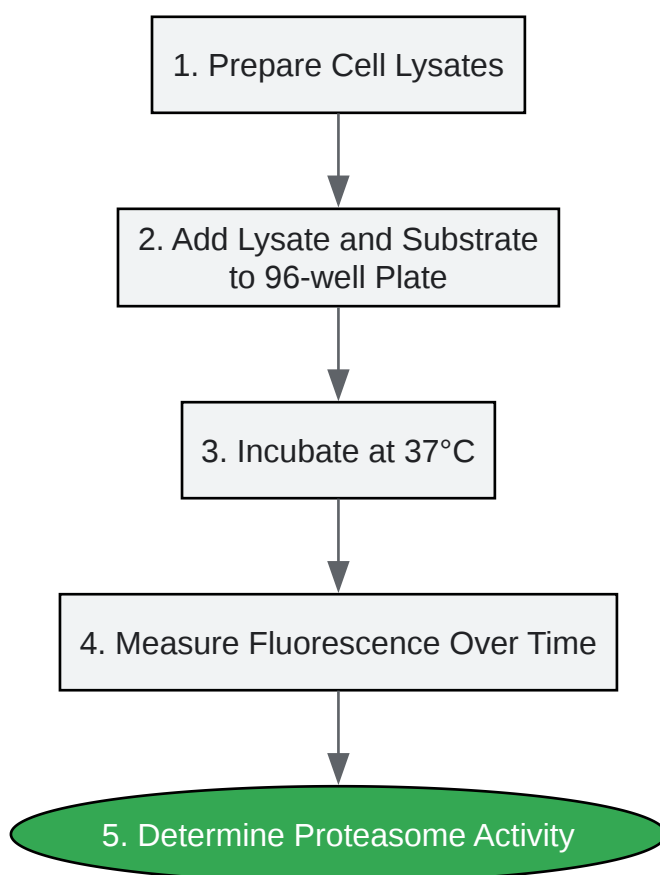 1. Prepare Cell Lysates
2. Add Lysate and Substrate
to 96-well Plate
3. Incubate at 37°C
4. Measure Fluorescence Over Time
5. Determine Proteasome Activity